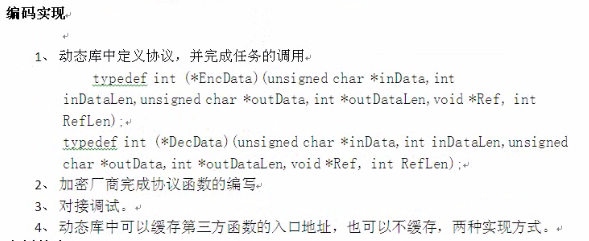 编码实现
1、 动态库中定义协议，并完成任务的调用
typedef int (*EncData)(unsigned char *inData,int
inDataLen,unsigned char *outData,int *outDataLen,void *Ref, int
RefLen);
typedef int (*DecData)(unsigned char *inData,int inDataLen,unsigned
char *outData,int *outDataLen,void *Ref, int RefLen);
2、 加密厂商完成协议函数的编写
3、 对接调试。
4、 动态库中可以缓存第三方函数的入口地址，也可以不缓存，两种实现方式。